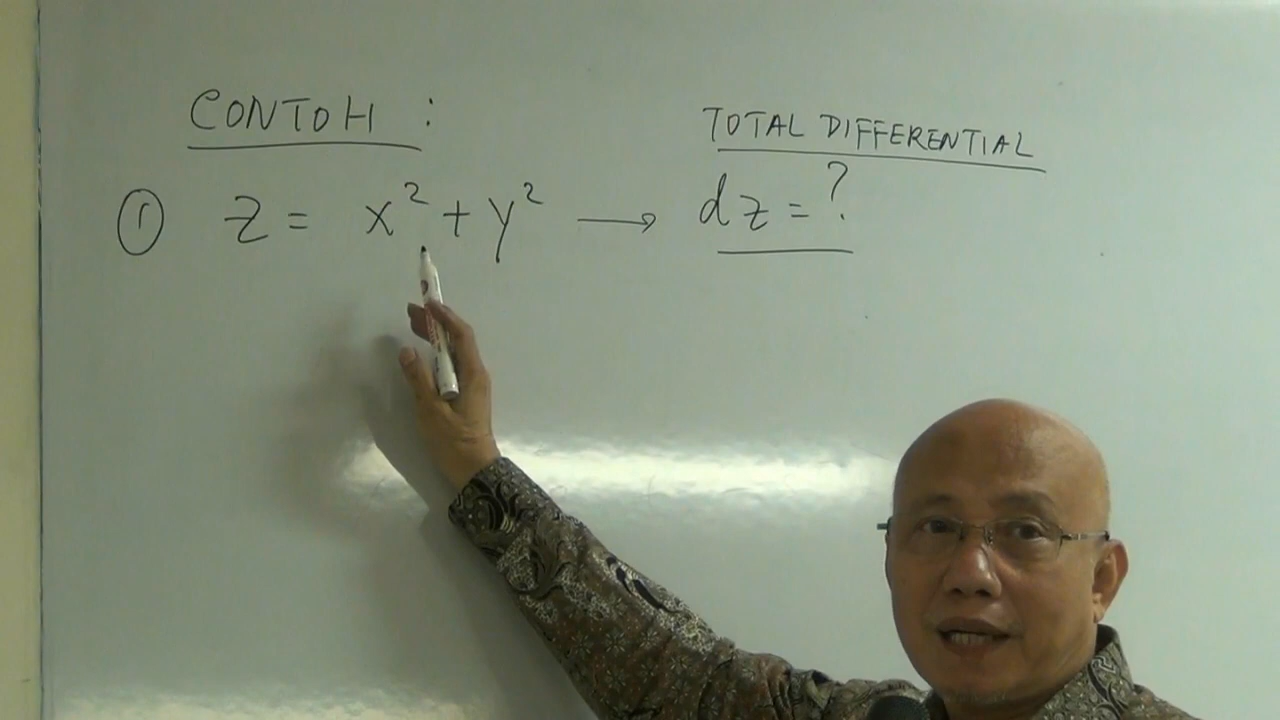 CONTOH :
TOTAL DIFFERENTIAL
① z = x² + y² → dz = ?